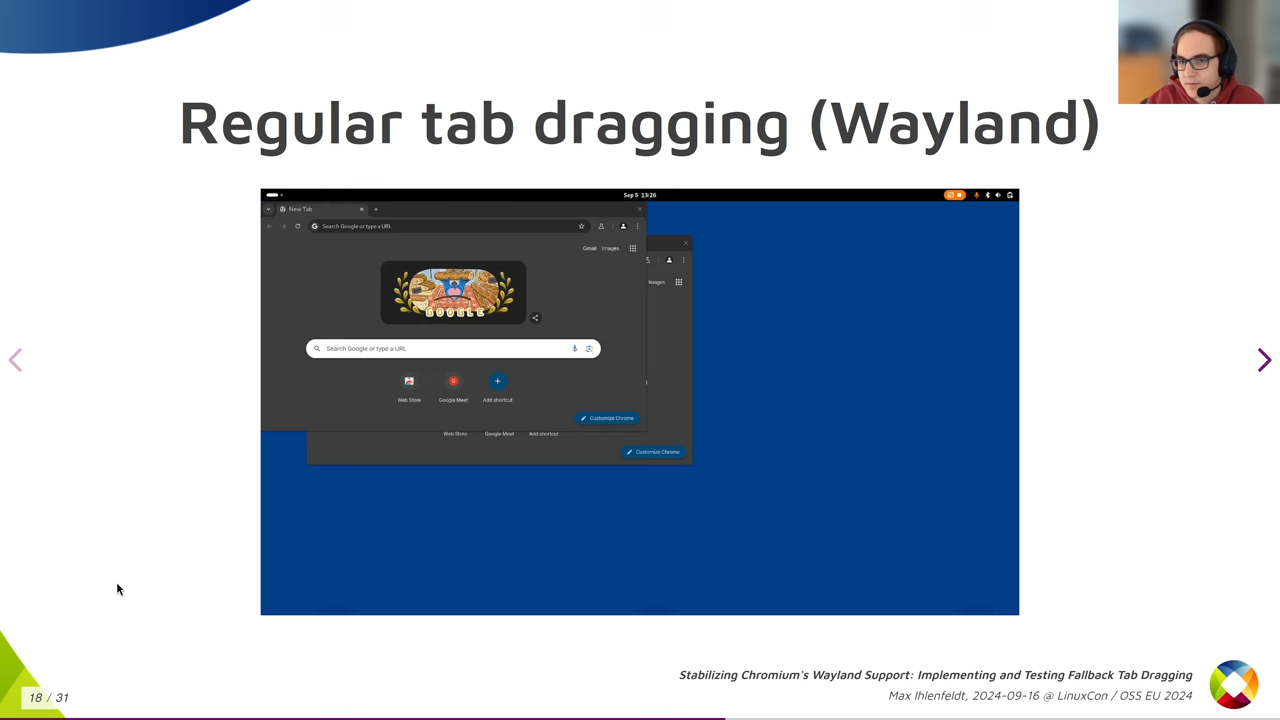 Regular tab dragging (Wayland)
Sep 5 13:26
New Tab
Search Google or type a URL
Gmail Images
Images
GOOGLE
Search Google or type a URL
Web Store Google Meet Add shortcut
Customize Chrome
Web Store Google Meet Add shortcut
Customize Chrome
Stabilizing Chromium's Wayland Support: Implementing and Testing Fallback Tab Dragging
18 / 31
Max Ihlenfeldt, 2024-09-16 @ LinuxCon / OSS EU 2024